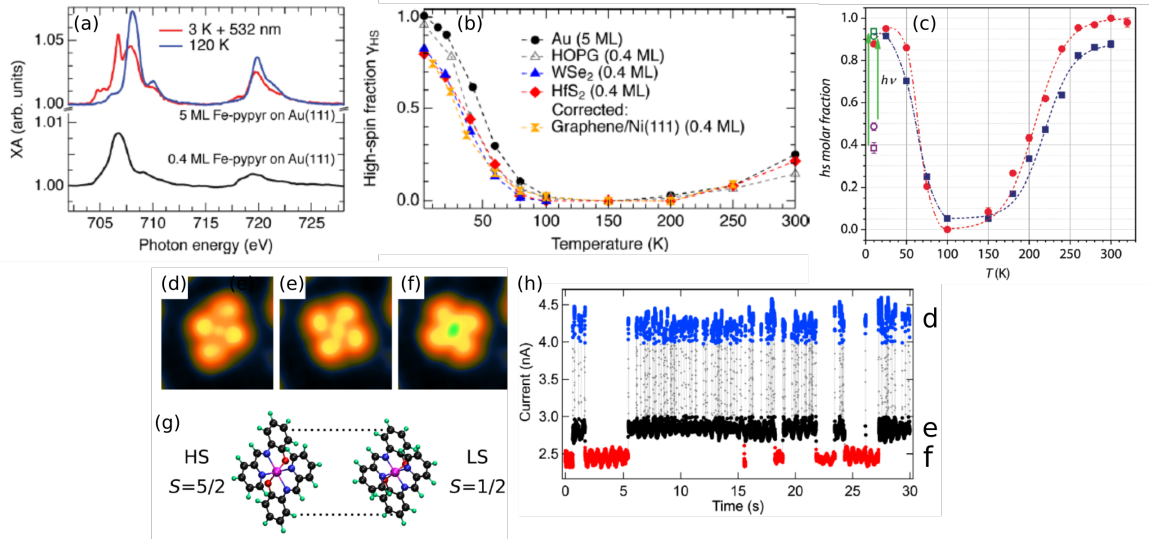 (a)
3 K + 532 nm
120 K
1.05
1.00
5 ML Fe-pypyr on Au(111)
1.01
0.4 ML Fe-pypyr on Au(111)
1.00
XA (arb. units)
705 710 715 720 725
Photon energy (eV)
(b)
1.0
0.5
0.0
High-spin fraction γHS
Au (5 ML)
HOPG (0.4 ML)
WSe₂ (0.4 ML)
HfS₂ (0.4 ML)
Corrected:
Graphene/Ni(111) (0.4 ML)
50 100 150 200 250 300
Temperature (K)
(c)
hs molar fraction
1.0
0.8
0.6
0.4
0.2
0.0
hν
0 50 100 150 200 250 300
T (K)
(d)
(e)
(f)
(g)
HS
S=5/2
LS
S=1/2
(h)
Current (nA)
4.5
4.0
3.5
3.0
2.5
d
e
f
0 5 10 15 20 25 30
Time (s)